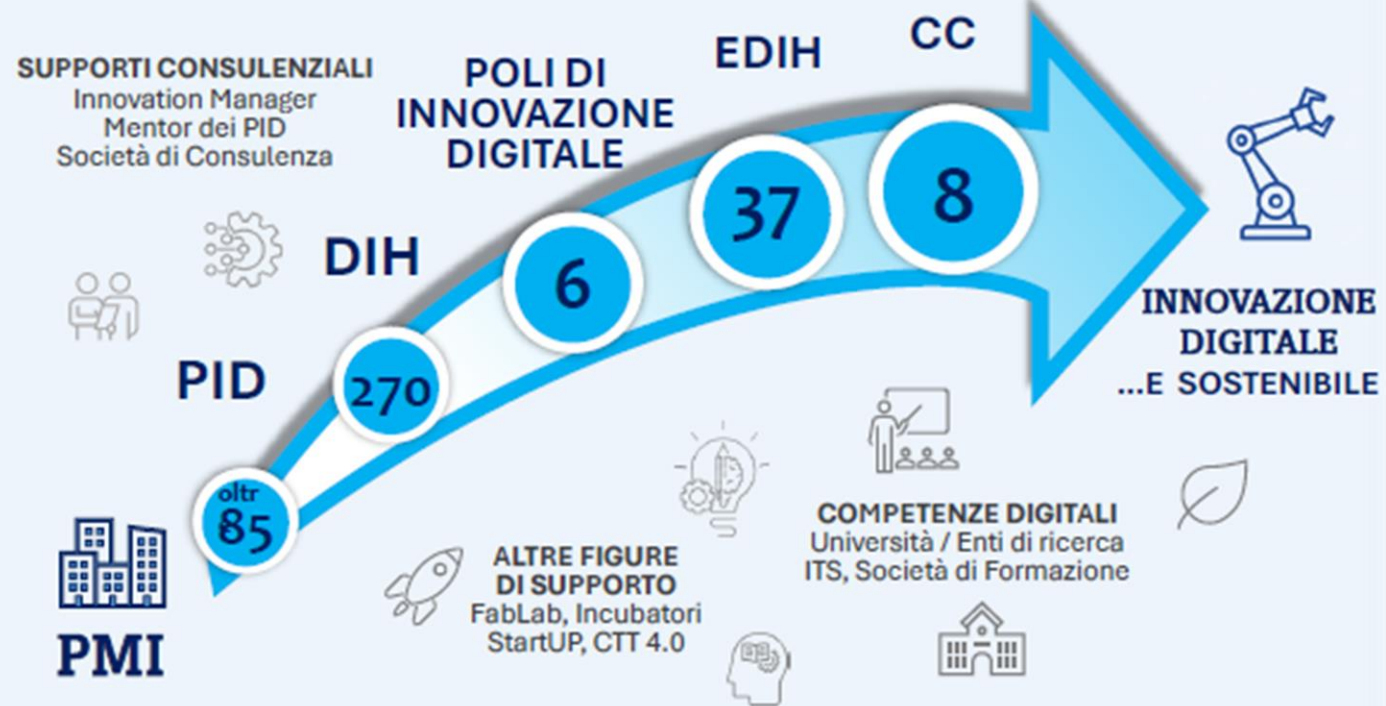 SUPPORTI CONSULENZIALI
Innovation Manager
Mentor dei PID
Società di Consulenza
POLI DI
INNOVAZIONE
DIGITALE
EDIH
CC
DIH
PID
oltr
85
270
6
37
8
PMI
INNOVAZIONE
DIGITALE
...E SOSTENIBILE
ALTRE FIGURE
DI SUPPORTO
FabLab, Incubatori
StartUP, CTT 4.0
COMPETENZE DIGITALI
Università / Enti di ricerca
ITS, Società di Formazione